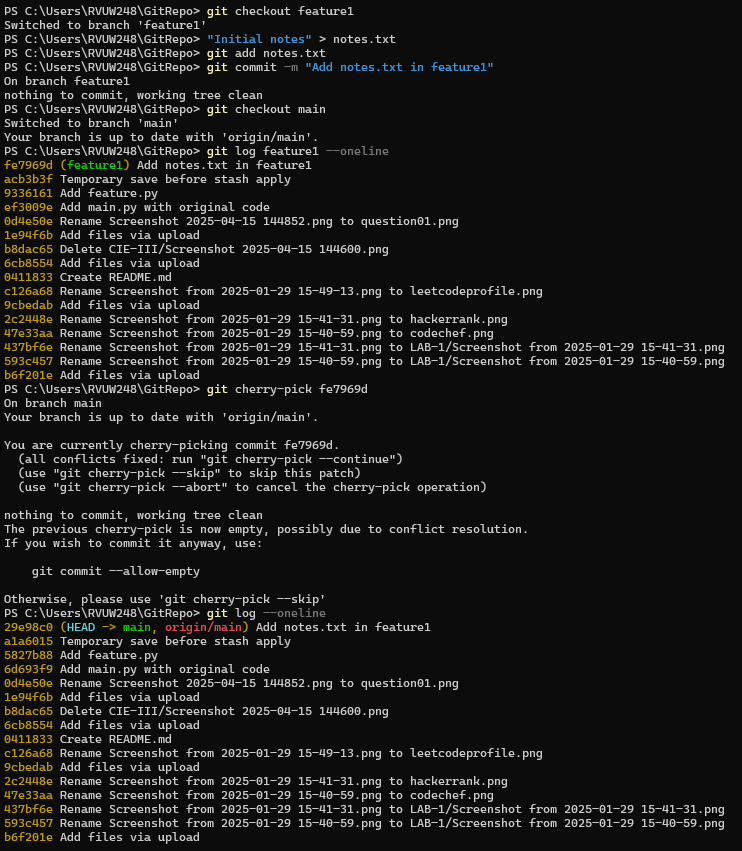 PS C:\Users\RVUW248\GitRepo> git checkout feature1
Switched to branch 'feature1'
PS C:\Users\RVUW248\GitRepo> "Initial notes" > notes.txt
PS C:\Users\RVUW248\GitRepo> git add notes.txt
PS C:\Users\RVUW248\GitRepo> git commit -m "Add notes.txt in feature1"
On branch feature1
nothing to commit, working tree clean
PS C:\Users\RVUW248\GitRepo> git checkout main
Switched to branch 'main'
Your branch is up to date with 'origin/main'.
PS C:\Users\RVUW248\GitRepo> git log feature1 --oneline
fe7969d (feature1) Add notes.txt in feature1
acb3b3f Temporary save before stash apply
9336161 Add feature.py
ef3009e Add main.py with original code
0d4e50e Rename Screenshot 2025-04-15 144852.png to question01.png
1e94f6b Add files via upload
b8dac65 Delete CIE-III/Screenshot 2025-04-15 144600.png
6cb8554 Add files via upload
0411833 Create README.md
c126a68 Rename Screenshot from 2025-01-29 15-49-13.png to leetcodeprofile.png
9cbedab Add files via upload
2c2448e Rename Screenshot from 2025-01-29 15-41-31.png to hackerrank.png
47e33aa Rename Screenshot from 2025-01-29 15-40-59.png to codechef.png
437bf6e Rename Screenshot from 2025-01-29 15-41-31.png to LAB-1/Screenshot from 2025-01-29 15-41-31.png
593c457 Rename Screenshot from 2025-01-29 15-40-59.png to LAB-1/Screenshot from 2025-01-29 15-40-59.png
b6f201e Add files via upload
PS C:\Users\RVUW248\GitRepo> git cherry-pick fe7969d
On branch main
Your branch is up to date with 'origin/main'.
You are currently cherry-picking commit fe7969d.
(all conflicts fixed: run "git cherry-pick --continue")
(use "git cherry-pick --skip" to skip this patch)
(use "git cherry-pick --abort" to cancel the cherry-pick operation)
nothing to commit, working tree clean
The previous cherry-pick is now empty, possibly due to conflict resolution.
If you wish to commit it anyway, use:
git commit --allow-empty
Otherwise, please use 'git cherry-pick --skip'
PS C:\Users\RVUW248\GitRepo> git log --oneline
29e98c0 (HEAD -> main, origin/main) Add notes.txt in feature1
a1a6015 Temporary save before stash apply
5827b88 Add feature.py
6d693f9 Add main.py with original code
0d4e50e Rename Screenshot 2025-04-15 144852.png to question01.png
1e94f6b Add files via upload
b8dac65 Delete CIE-III/Screenshot 2025-04-15 144600.png
6cb8554 Add files via upload
0411833 Create README.md
c126a68 Rename Screenshot from 2025-01-29 15-49-13.png to leetcodeprofile.png
9cbedab Add files via upload
2c2448e Rename Screenshot from 2025-01-29 15-41-31.png to hackerrank.png
47e33aa Rename Screenshot from 2025-01-29 15-40-59.png to codechef.png
437bf6e Rename Screenshot from 2025-01-29 15-41-31.png to LAB-1/Screenshot from 2025-01-29 15-41-31.png
593c457 Rename Screenshot from 2025-01-29 15-40-59.png to LAB-1/Screenshot from 2025-01-29 15-40-59.png
b6f201e Add files via upload